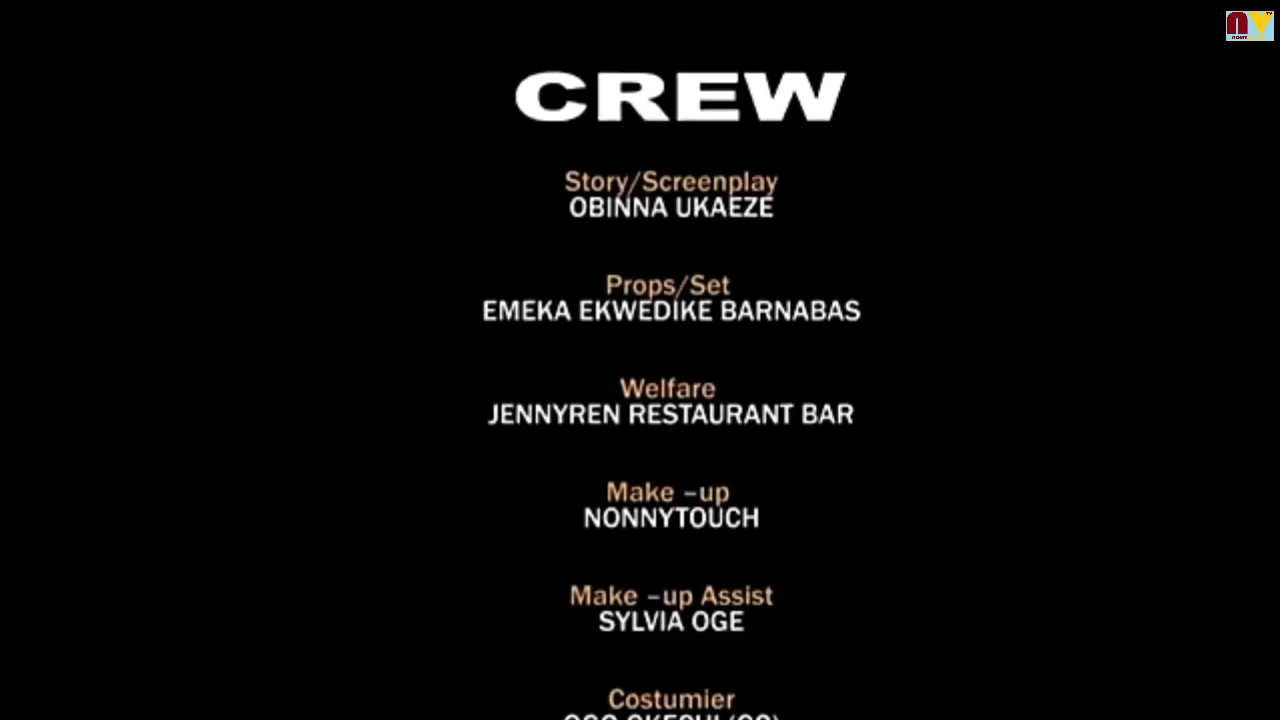 CREW
Story/Screenplay
OBINNA UKAEZE
Props/Set
EMEKA EKWEDIKE BARNABAS
Welfare
JENNYREN RESTAURANT BAR
Make –up
NONNYTOUCH
Make –up Assist
SYLVIA OGE
Costumier